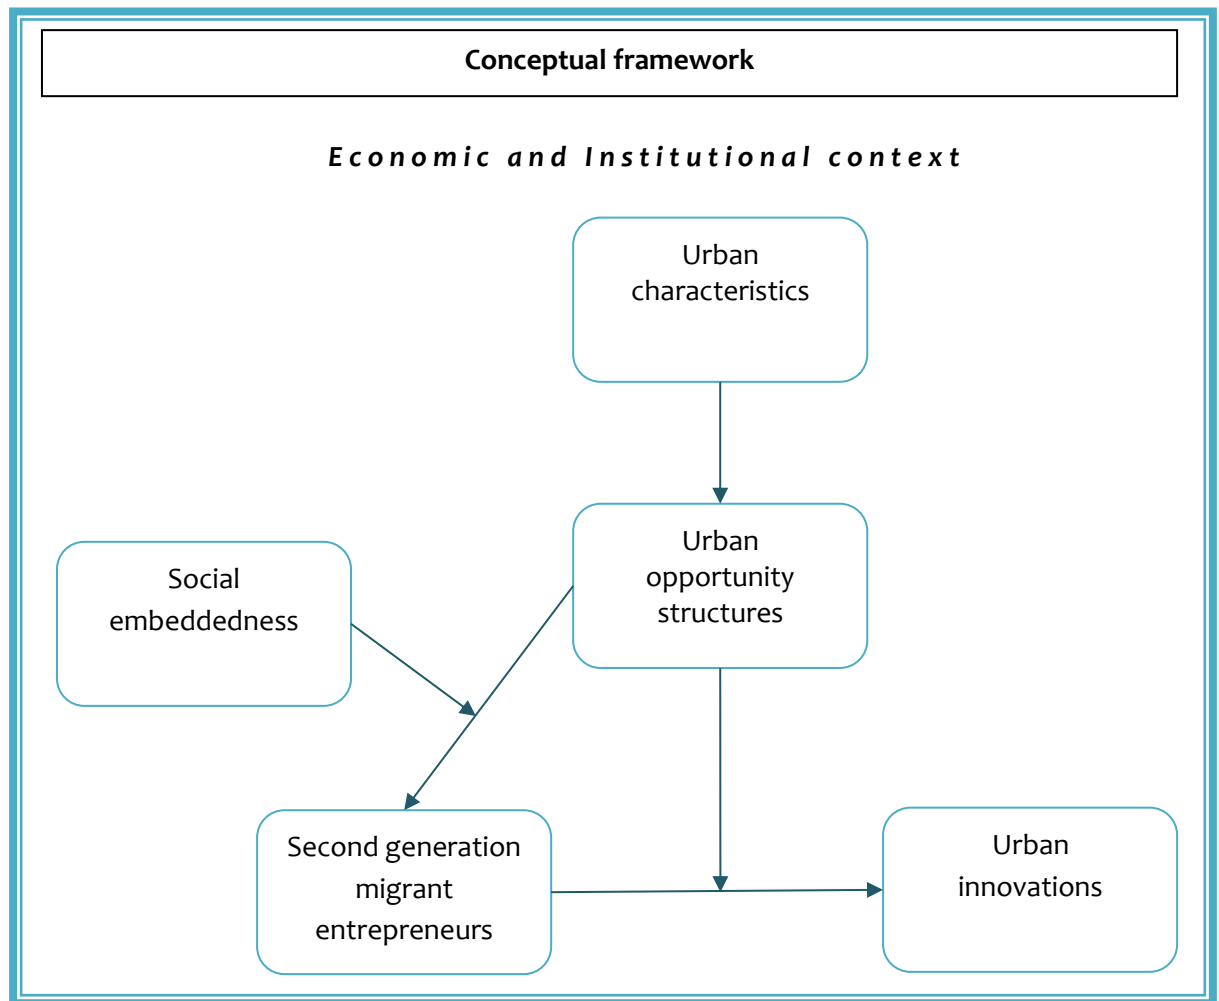 Conceptual framework
Economic and Institutional context
Urban
characteristics
Urban
opportunity
structures
Social
embeddedness
Second generation
migrant
entrepreneurs
Urban
innovations